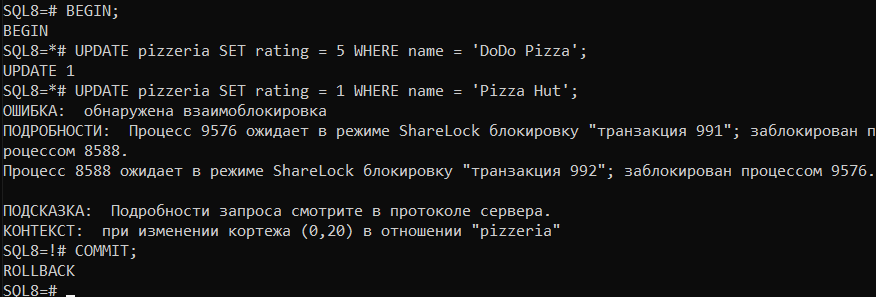 SQL8=# BEGIN;
BEGIN
SQL8=*# UPDATE pizzeria SET rating = 5 WHERE name = 'DoDo Pizza';
UPDATE 1
SQL8=*# UPDATE pizzeria SET rating = 1 WHERE name = 'Pizza Hut';
ОШИБКА:  обнаружена взаимоблокировка
ПОДРОБНОСТИ:  Процесс 9576 ожидает в режиме ShareLock блокировку "транзакция 991"; заблокирован п
роцессом 8588.
Процесс 8588 ожидает в режиме ShareLock блокировку "транзакция 992"; заблокирован процессом 9576.
ПОДСКАЗКА:  Подробности запроса смотрите в протоколе сервера.
КОНТЕКСТ:  при изменении кортежа (0,20) в отношении "pizzeria"
SQL8=!# COMMIT;
ROLLBACK
SQL8=# _